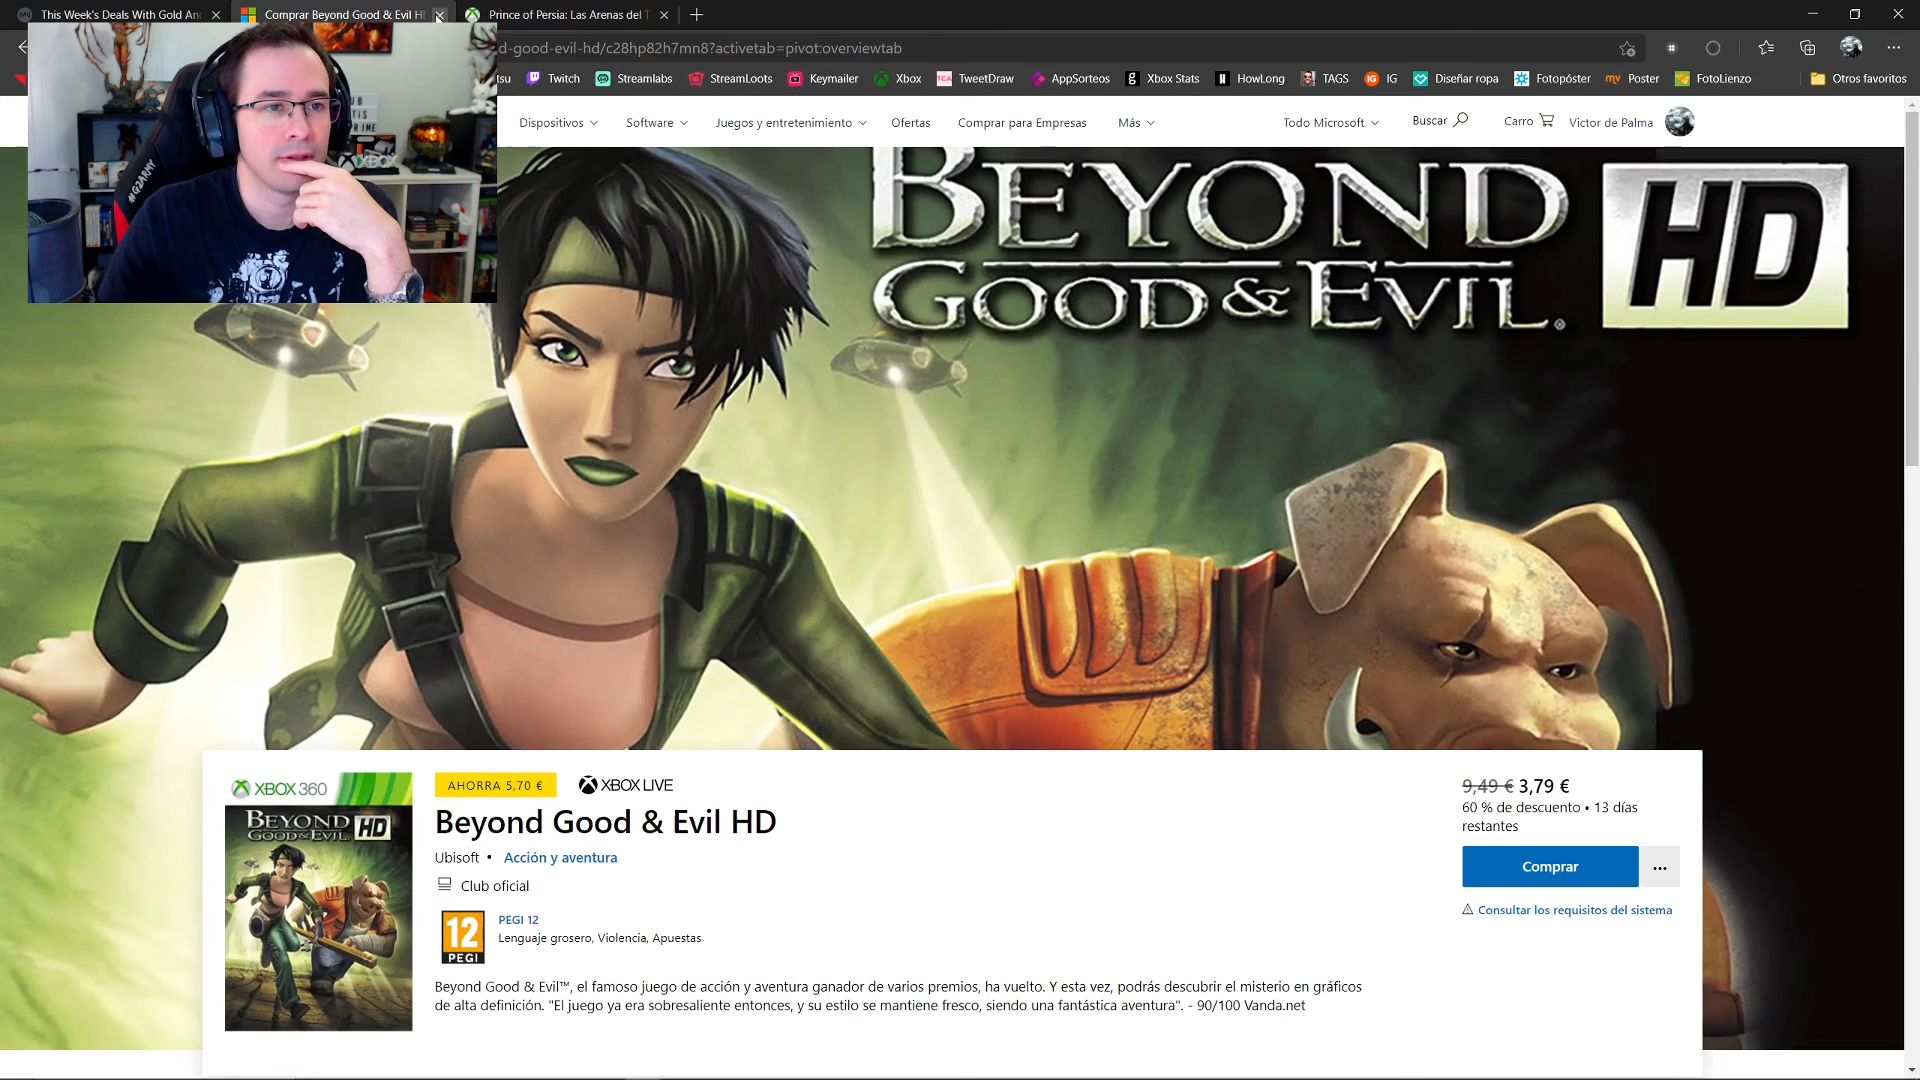 This Week's Deals With Gold An
Comprar Beyond Good & Evil H
Prince of Persia: Las Arenas del T
d-good-evil-hd/c28hp82h7mn8?activetab=pivot:overviewtab
tsu
Twitch
Streamlabs
StreamLoots
Keymailer
Xbox
TCA
TweetDraw
AppSorteos
g
Xbox Stats
HowLong
TAGS
IG
IG
Diseñar ropa
Fotopóster
mv
Poster
FotoLienzo
Otros favoritos
Dispositivos
Software
Juegos y entretenimiento
Ofertas
Comprar para Empresas
Más
Todo Microsoft
Buscar
Carro
Victor de Palma
#G2ARMY
XBOX
BEYOND
GOOD & EVIL®
HD
XBOX 360
BEYOND
GOOD & EVIL
HD
AHORRA 5,70 €
XBOX LIVE
Beyond Good & Evil HD
Ubisoft • Acción y aventura
Club oficial
12
PEGI
PEGI 12
Lenguaje grosero, Violencia, Apuestas
Beyond Good & Evil™, el famoso juego de acción y aventura ganador de varios premios, ha vuelto. Y esta vez, podrás descubrir el misterio en gráficos
de alta definición. "El juego ya era sobresaliente entonces, y su estilo se mantiene fresco, siendo una fantástica aventura". - 90/100 Vanda.net
9,49 € 3,79 €
60 % de descuento • 13 días
restantes
Comprar
Consultar los requisitos del sistema